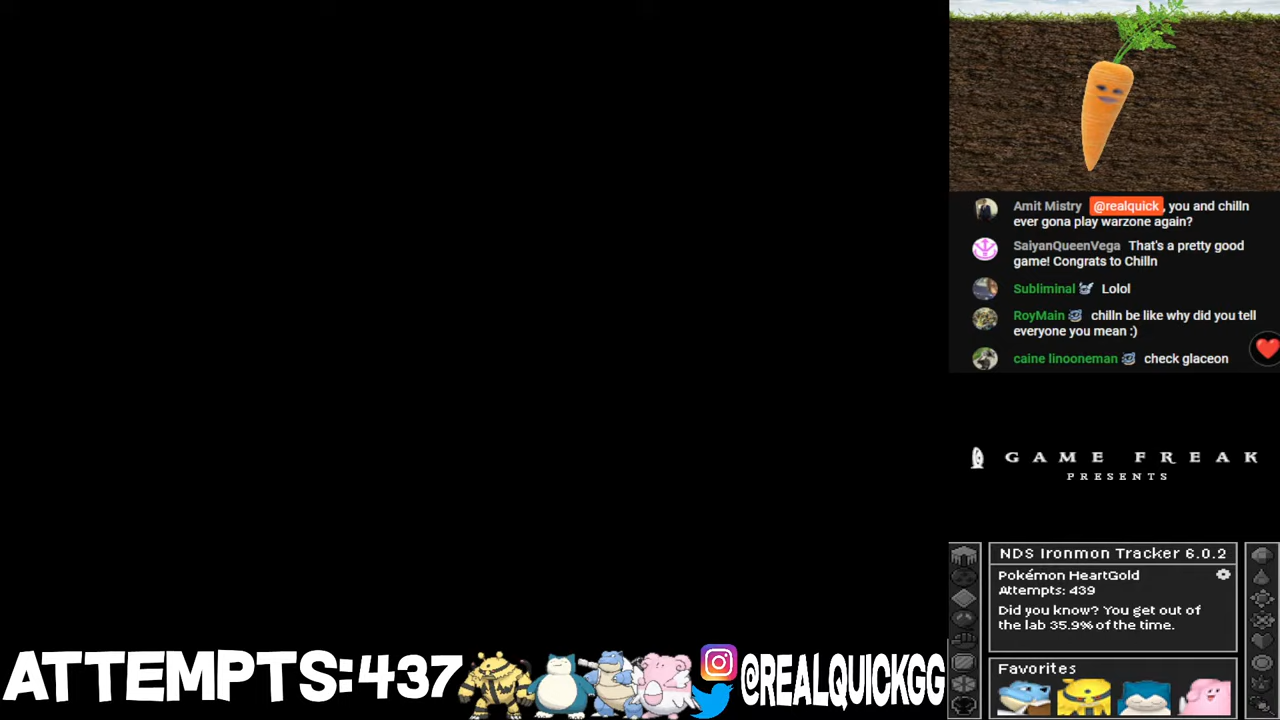 Amit Mistry @realquick, you and chilln
ever gona play warzone again?
SaiyanQueenVega That's a pretty good
game! Congrats to Chilln
Subliminal Lolol
RoyMain chilln be like why did you tell
everyone you mean :)
caine linooneman check glaceon
GAME FREAK
PRESENTS
NDS Ironmon Tracker 6.0.2
Pokémon HeartGold
Attempts: 439
Did you know? You get out of
the lab 35.9% of the time.
Favorites
ATTEMPTS:437 @REALQUICKGG